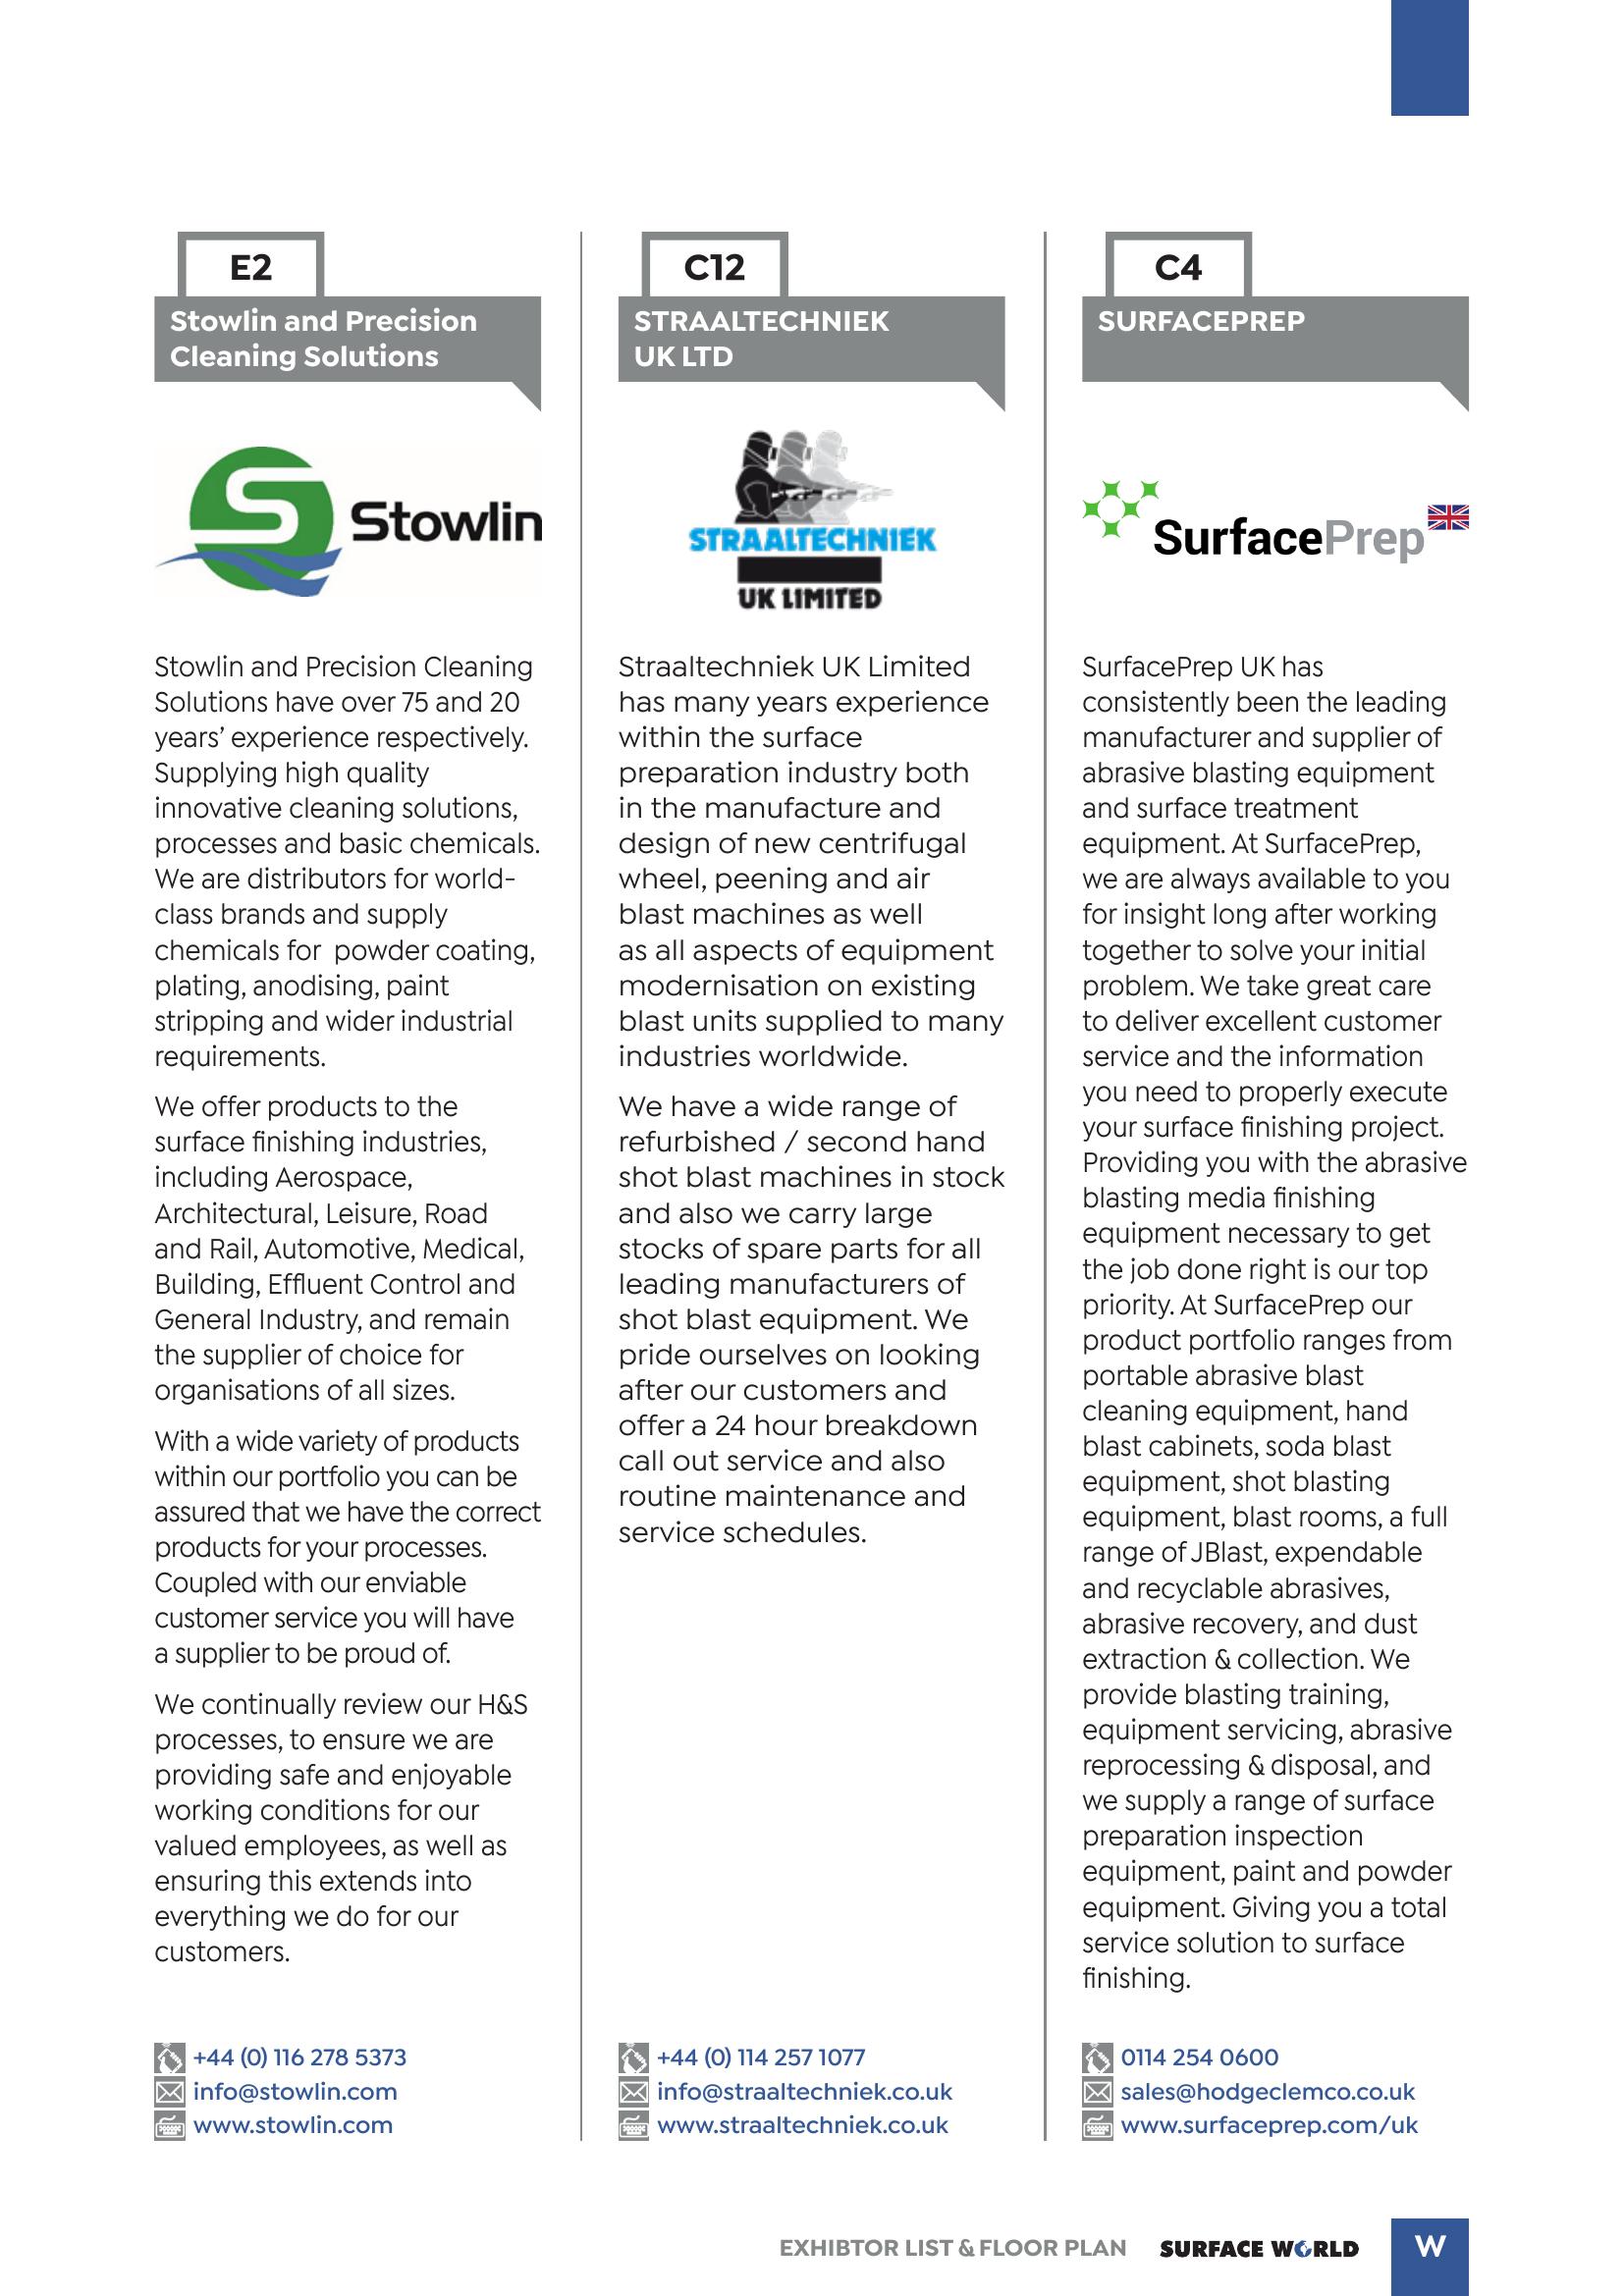 E2
Stowlin and Precision
Cleaning Solutions
Stowlin
Stowlin and Precision Cleaning
Solutions have over 75 and 20
years’ experience respectively.
Supplying high quality
innovative cleaning solutions,
processes and basic chemicals.
We are distributors for world-
class brands and supply
chemicals for  powder coating,
plating, anodising, paint
stripping and wider industrial
requirements.
We offer products to the
surface finishing industries,
including Aerospace,
Architectural, Leisure, Road
and Rail, Automotive, Medical,
Building, Effluent Control and
General Industry, and remain
the supplier of choice for
organisations of all sizes.
With a wide variety of products
within our portfolio you can be
assured that we have the correct
products for your processes.
Coupled with our enviable
customer service you will have
a supplier to be proud of.
We continually review our H&S
processes, to ensure we are
providing safe and enjoyable
working conditions for our
valued employees, as well as
ensuring this extends into
everything we do for our
customers.
+44 (0) 116 278 5373
info@stowlin.com
www.stowlin.com
C12
STRAALTECHNIEK
UK LTD
STRAALTECHNIEK
UK LIMITED
Straaltechniek UK Limited
has many years experience
within the surface
preparation industry both
in the manufacture and
design of new centrifugal
wheel, peening and air
blast machines as well
as all aspects of equipment
modernisation on existing
blast units supplied to many
industries worldwide.
We have a wide range of
refurbished / second hand
shot blast machines in stock
and also we carry large
stocks of spare parts for all
leading manufacturers of
shot blast equipment. We
pride ourselves on looking
after our customers and
offer a 24 hour breakdown
call out service and also
routine maintenance and
service schedules.
+44 (0) 114 257 1077
info@straaltechniek.co.uk
www.straaltechniek.co.uk
C4
SURFACEPREP
SurfacePrep
SurfacePrep UK has
consistently been the leading
manufacturer and supplier of
abrasive blasting equipment
and surface treatment
equipment. At SurfacePrep,
we are always available to you
for insight long after working
together to solve your initial
problem. We take great care
to deliver excellent customer
service and the information
you need to properly execute
your surface finishing project.
Providing you with the abrasive
blasting media finishing
equipment necessary to get
the job done right is our top
priority. At SurfacePrep our
product portfolio ranges from
portable abrasive blast
cleaning equipment, hand
blast cabinets, soda blast
equipment, shot blasting
equipment, blast rooms, a full
range of JBlast, expendable
and recyclable abrasives,
abrasive recovery, and dust
extraction & collection. We
provide blasting training,
equipment servicing, abrasive
reprocessing & disposal, and
we supply a range of surface
preparation inspection
equipment, paint and powder
equipment. Giving you a total
service solution to surface
finishing.
0114 254 0600
sales@hodgeclemco.co.uk
www.surfaceprep.com/uk
EXHIBTOR LIST & FLOOR PLAN SURFACE WORLD W